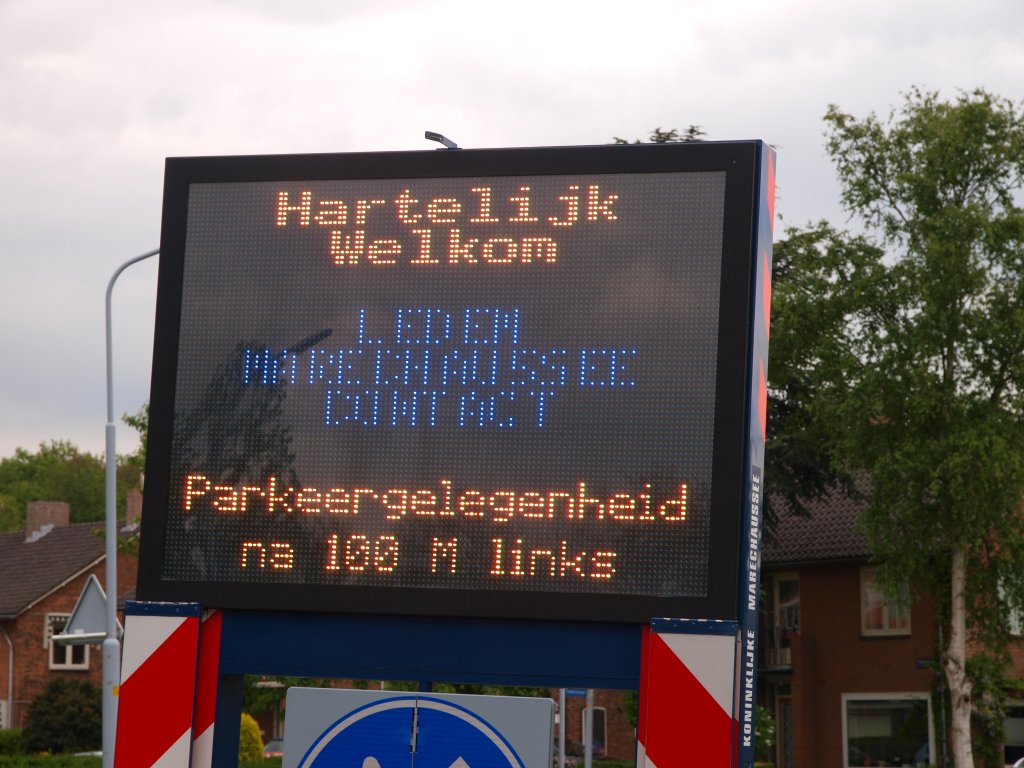 Hartelijk
Welkom
LEDEN
MARECHAUSSEE
CONTACT
Parkeergelegenheid
na 100 M links
KONINKLIJKE MARECHAUSSEE